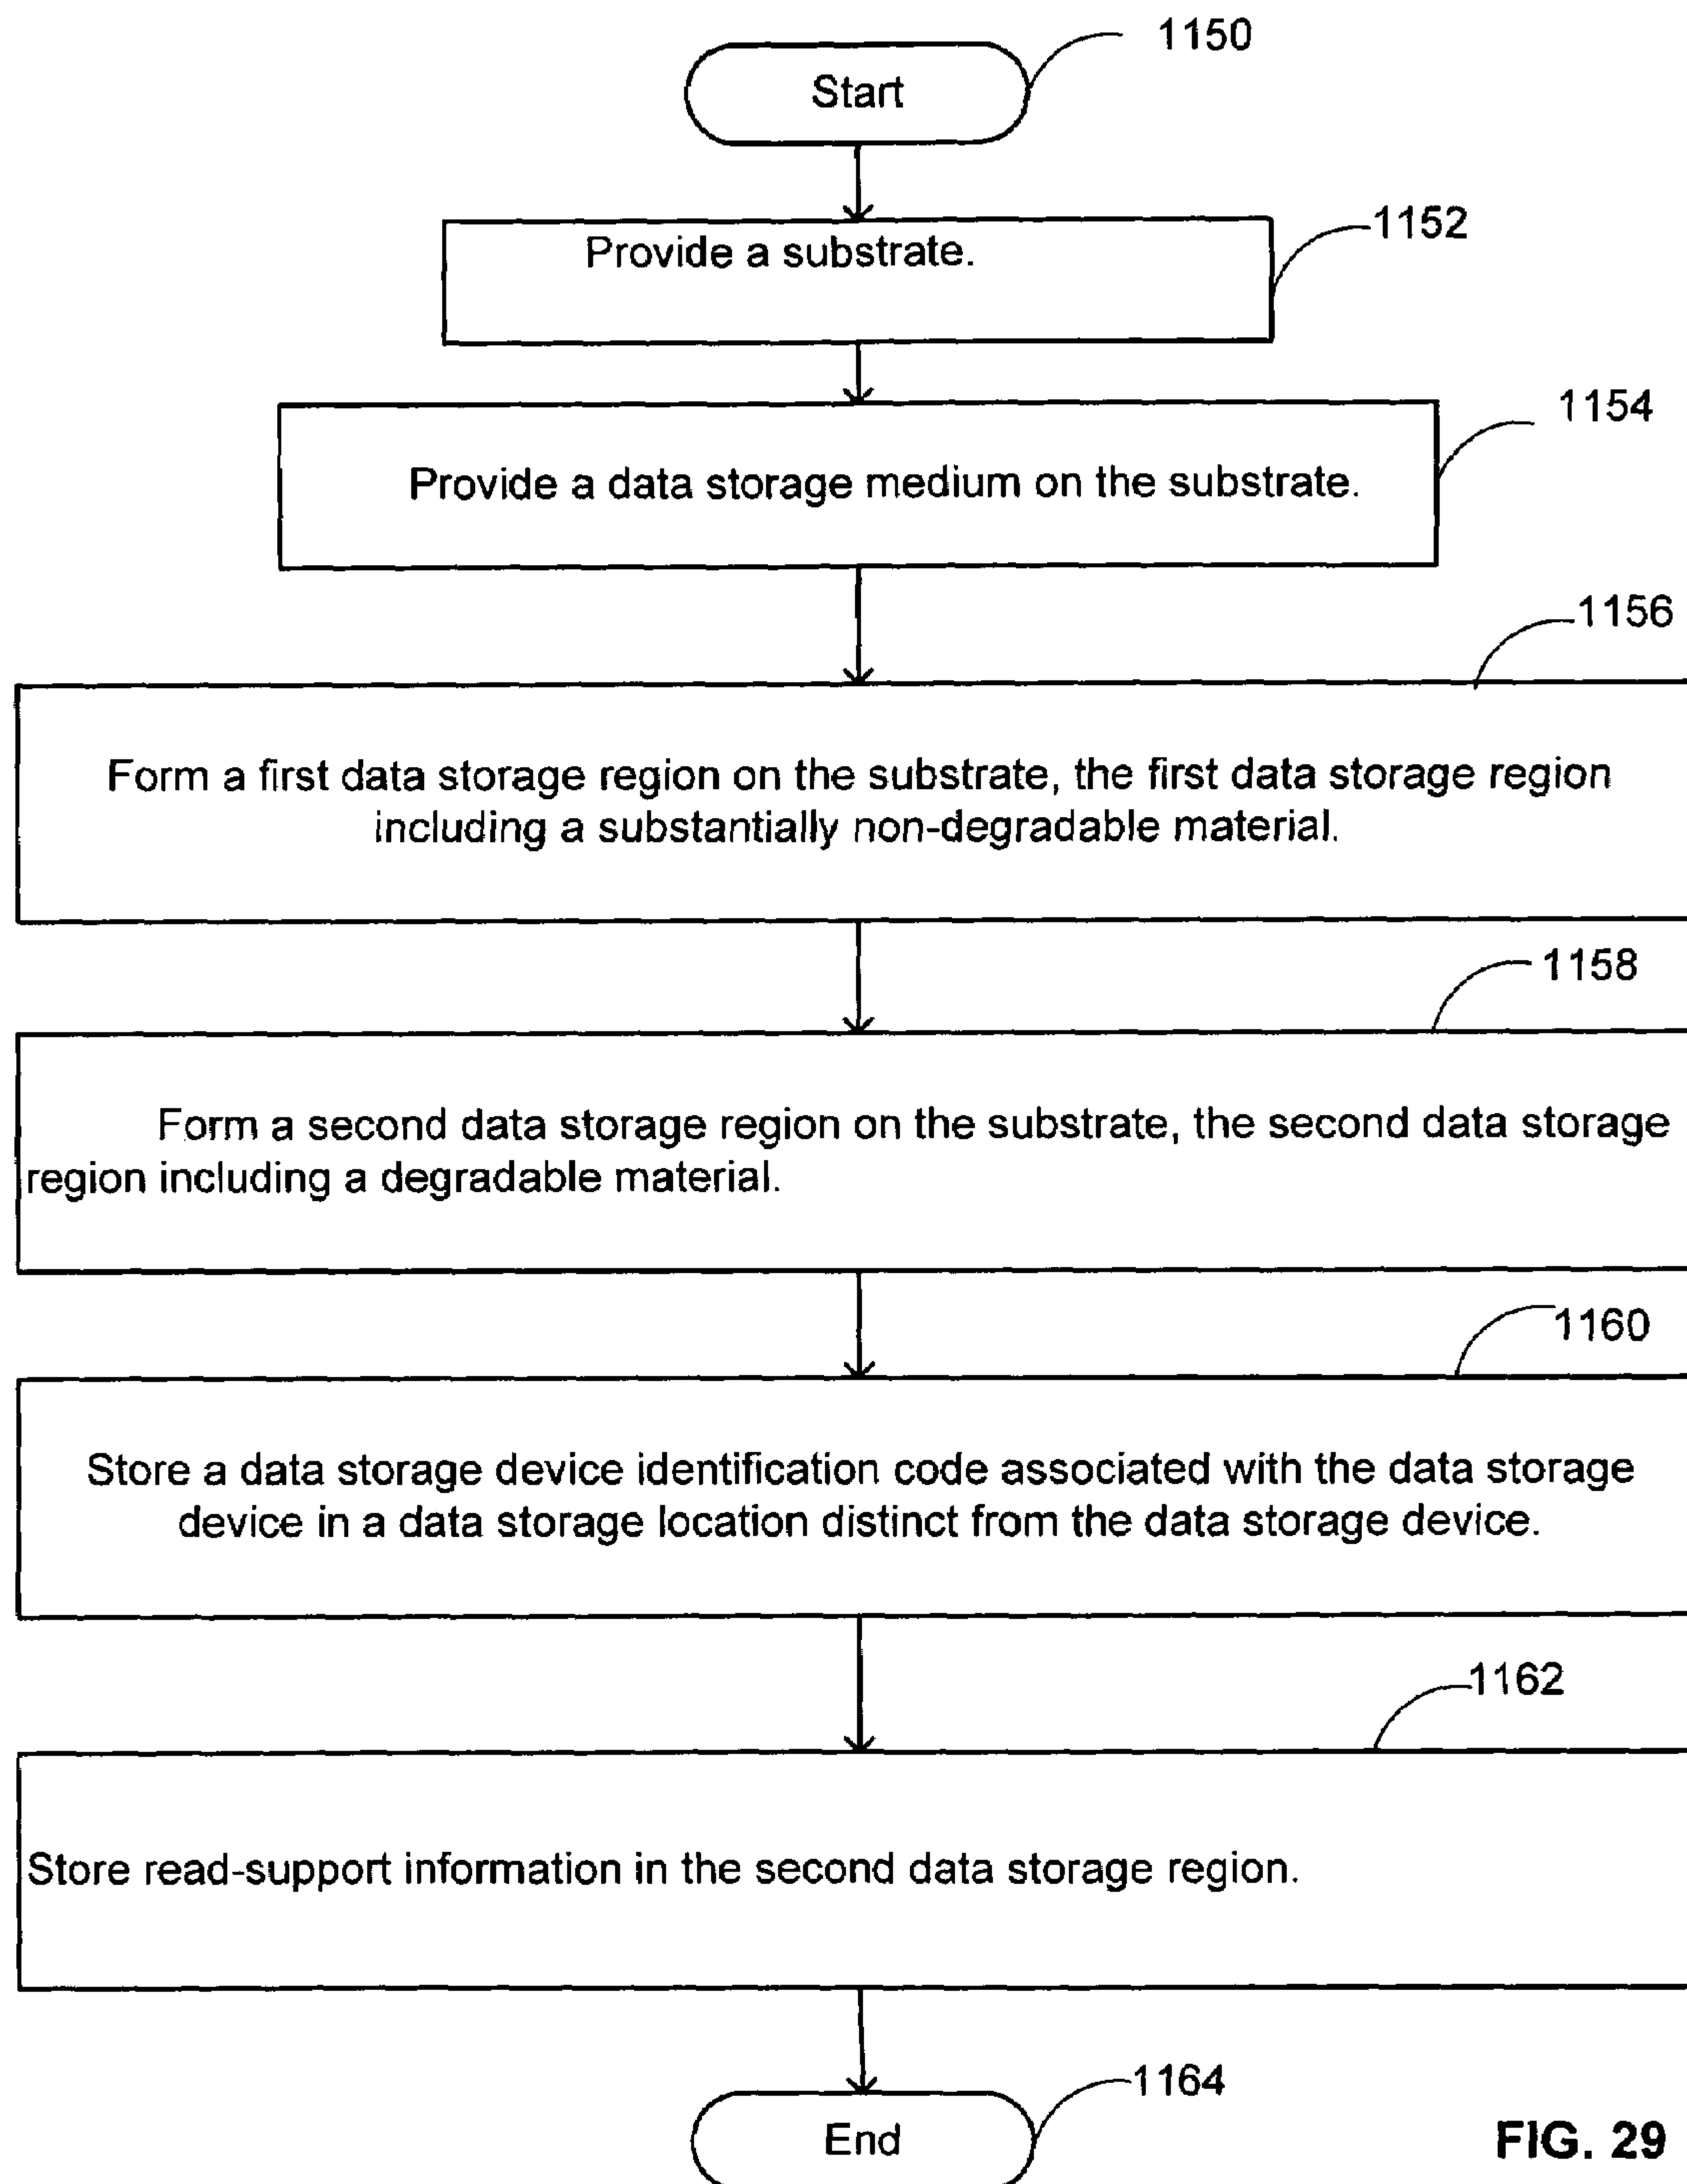 1150
Start
1152
Provide a substrate.
1154
Provide a data storage medium on the substrate.
1156
Form a first data storage region on the substrate, the first data storage region
including a substantially non-degradable material.
1158
Form a second data storage region on the substrate, the second data storage
region including a degradable material.
1160
Store a data storage device identification code associated with the data storage
device in a data storage location distinct from the data storage device.
1162
Store read-support information in the second data storage region.
1164
End
FIG. 29